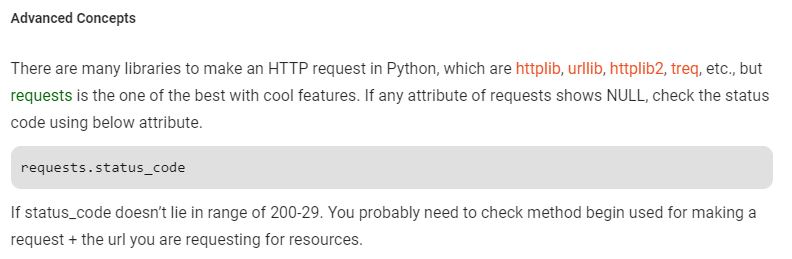 Advanced Concepts
There are many libraries to make an HTTP request in Python, which are httplib, urllib, httplib2, treq, etc., but
requests is the one of the best with cool features. If any attribute of requests shows NULL, check the status
code using below attribute.
requests.status_code
If status_code doesn’t lie in range of 200-29. You probably need to check method begin used for making a
request + the url you are requesting for resources.